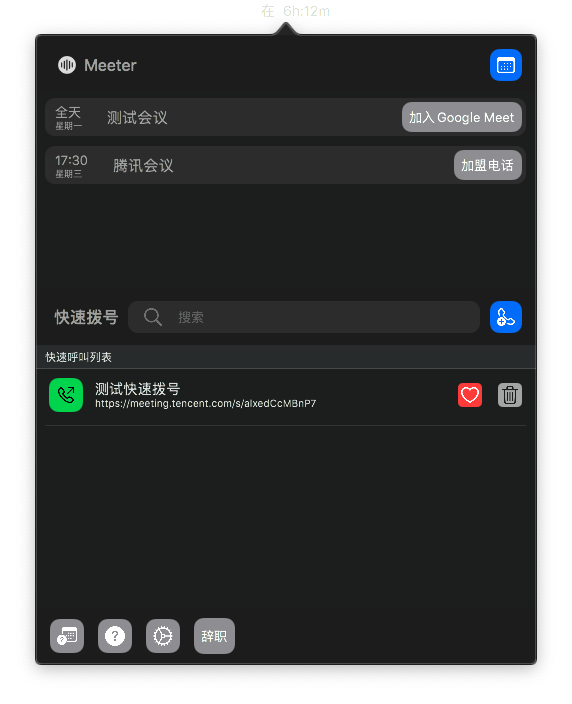 在 6h:12m
Meeter
全天
星期一
测试会议
加入 Google Meet
17:30
星期三
腾讯会议
加盟电话
快速拨号
搜索
快速呼叫列表
测试快速拨号
https://meeting.tencent.com/s/alxedCcMBnP7
辞职